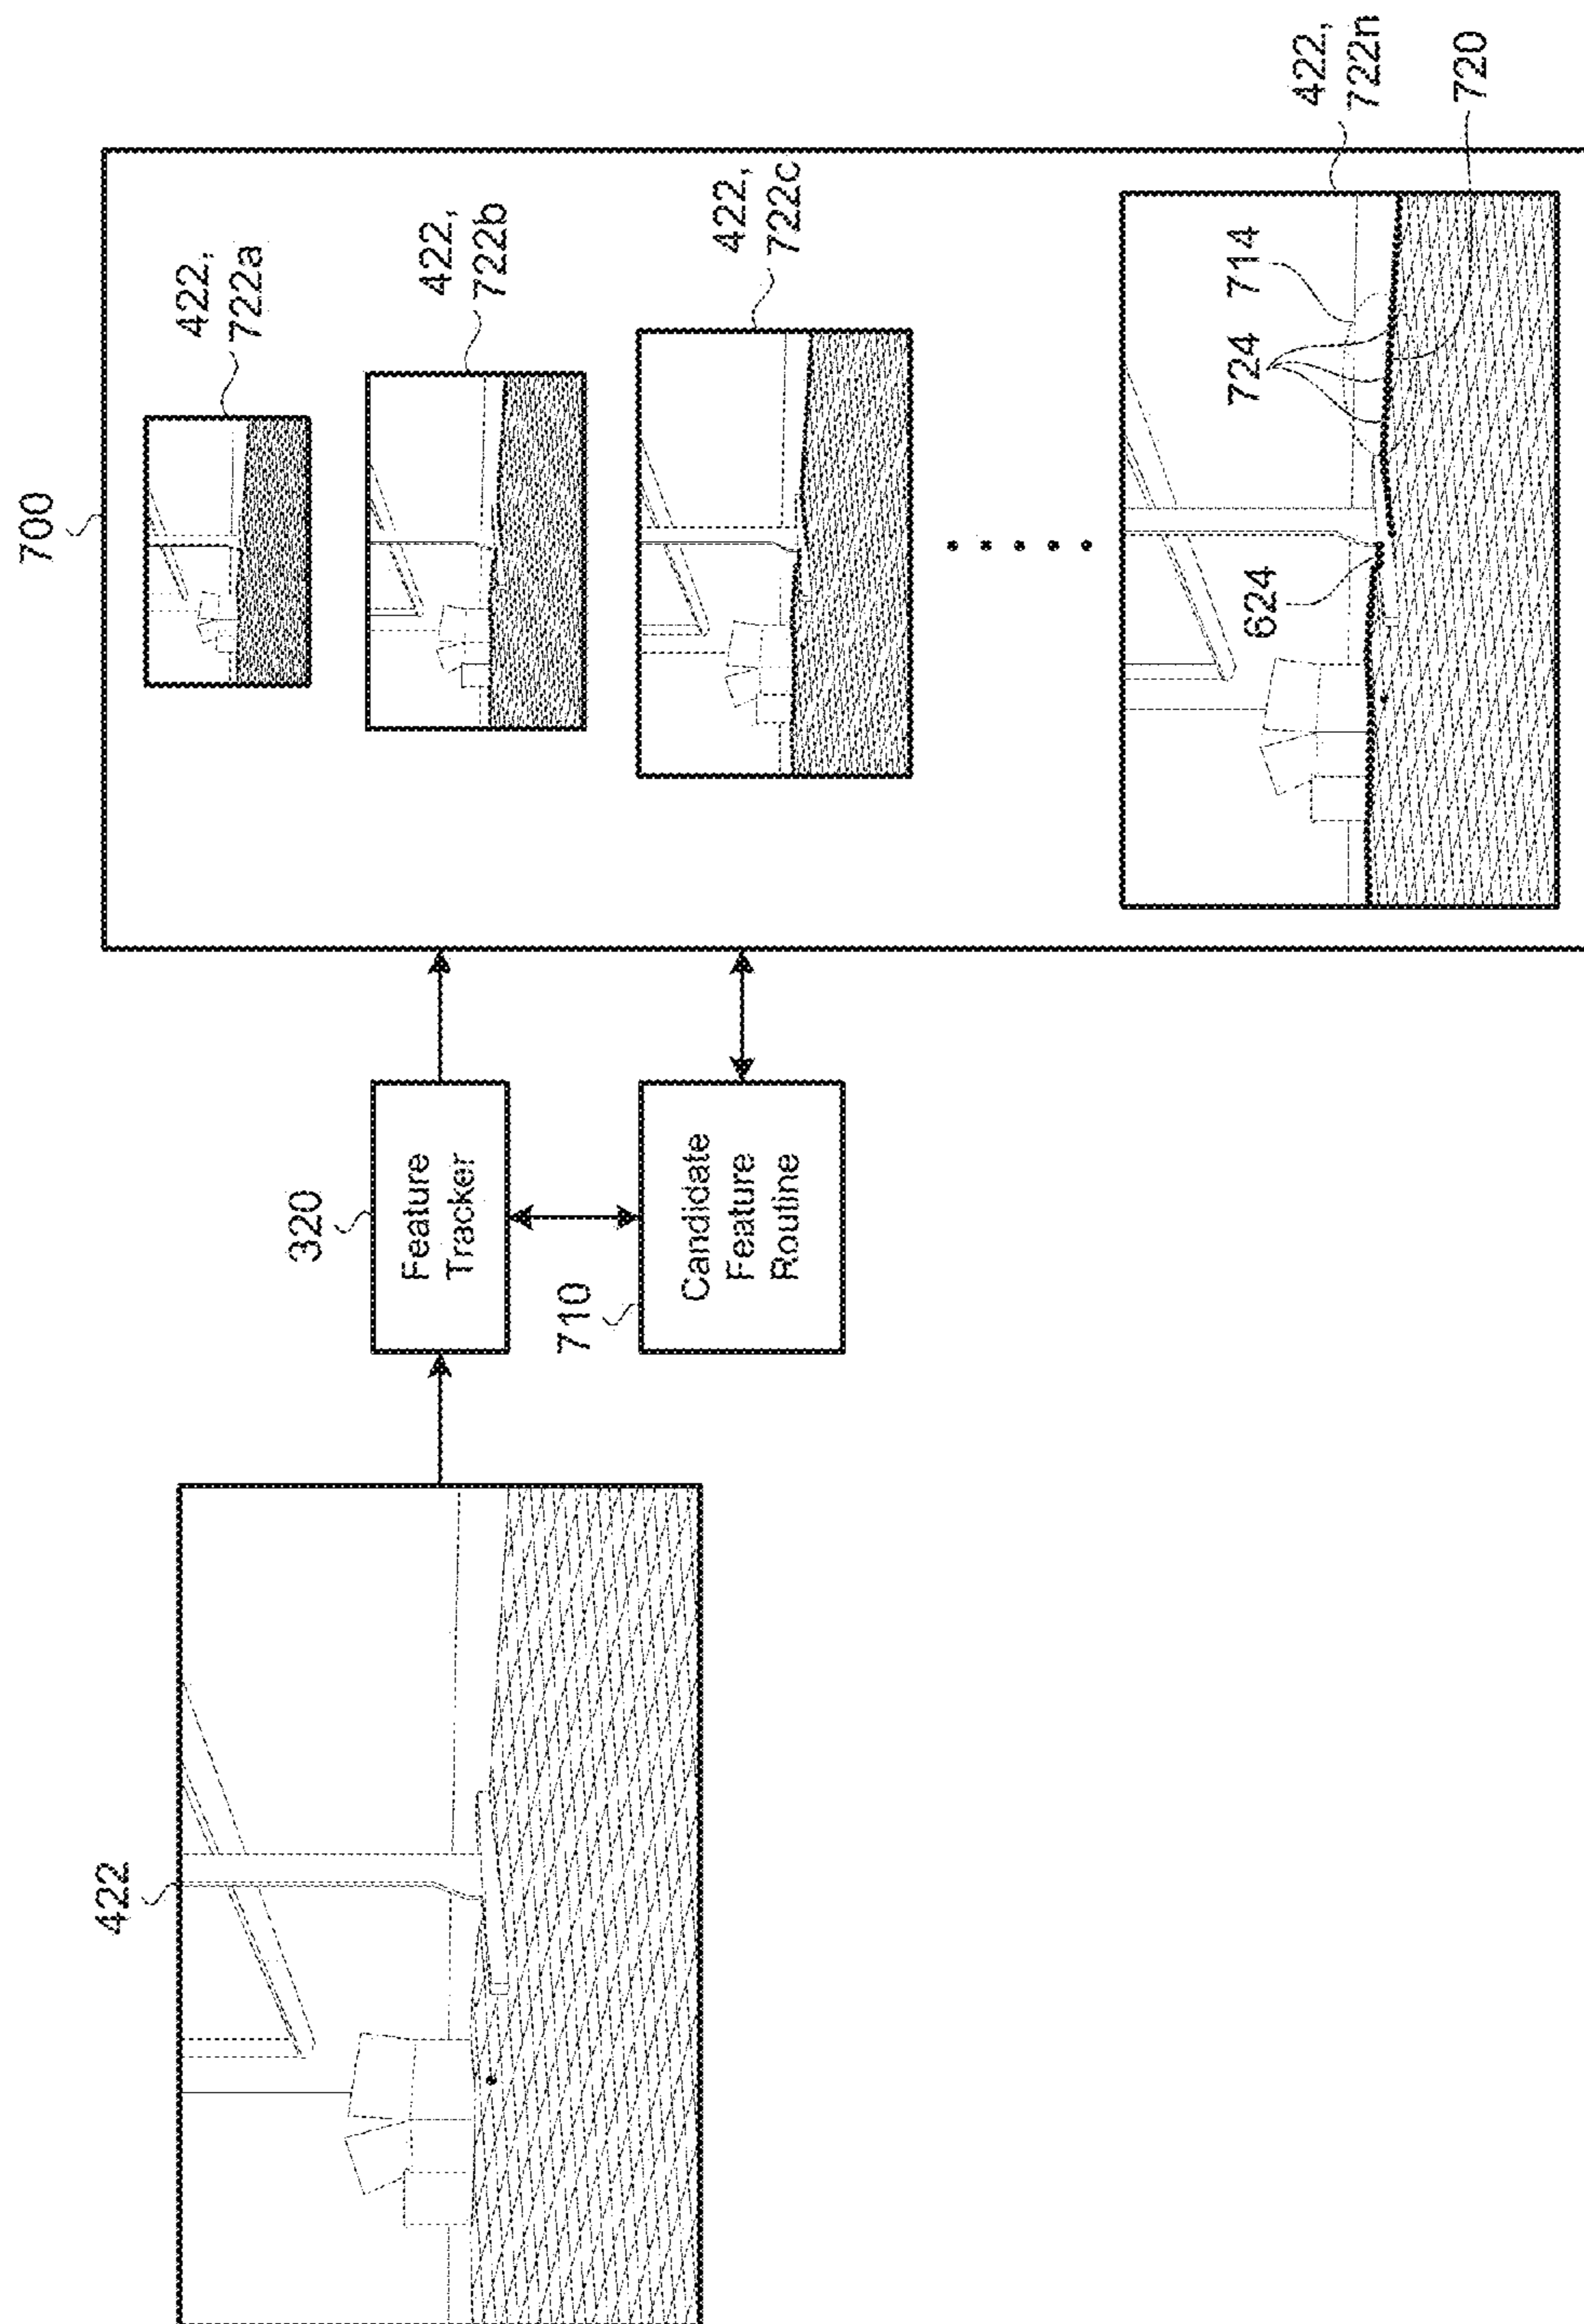 422
320
Feature
Tracker
710
Candidate
Feature
Routine
700
422,
722a
422,
722b
422,
722c
624
724
714
422,
722n
720